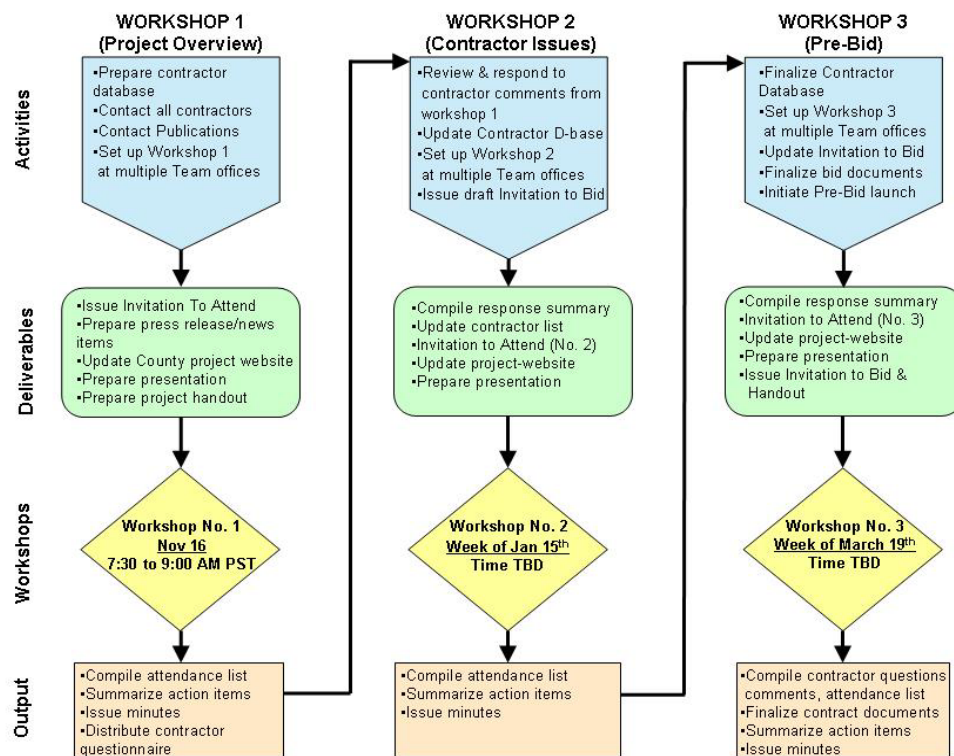 WORKSHOP 1
(Project Overview)
▪Prepare contractor
database
▪Contact all contractors
▪Contact Publications
▪Set up Workshop 1
at multiple Team offices
WORKSHOP 2
(Contractor Issues)
▪Review & respond to
contractor comments from
workshop 1
▪Update Contractor D-base
▪Set up Workshop 2
at multiple Team offices
▪Issue draft Invitation to Bid
WORKSHOP 3
(Pre-Bid)
▪Finalize Contractor
Database
▪Set up Workshop 3
at multiple Team offices
▪Update Invitation to Bid
▪Finalize bid documents
▪Initiate Pre-Bid launch
Activities
▪Issue Invitation To Attend
▪Prepare press release/news
items
▪Update County project website
▪Prepare presentation
▪Prepare project handout
▪Compile response summary
▪Update contractor list
▪Invitation to Attend (No. 2)
▪Update project-website
▪Prepare presentation
▪Compile response summary
▪Invitation to Attend (No. 3)
▪Update project-website
▪Prepare presentation
▪Issue Invitation to Bid &
Handout
Deliverables
Workshop No. 1
Nov 16
7:30 to 9:00 AM PST
Workshop No. 2
Week of Jan 15th
Time TBD
Workshop No. 3
Week of March 19th
Time TBD
Workshops
▪Compile attendance list
▪Summarize action items
▪Issue minutes
▪Distribute contractor
questionnaire
▪Compile attendance list
▪Summarize action items
▪Issue minutes
▪Compile contractor questions
comments, attendance list
▪Finalize contract documents
▪Summarize action items
▪Issue minutes
Output